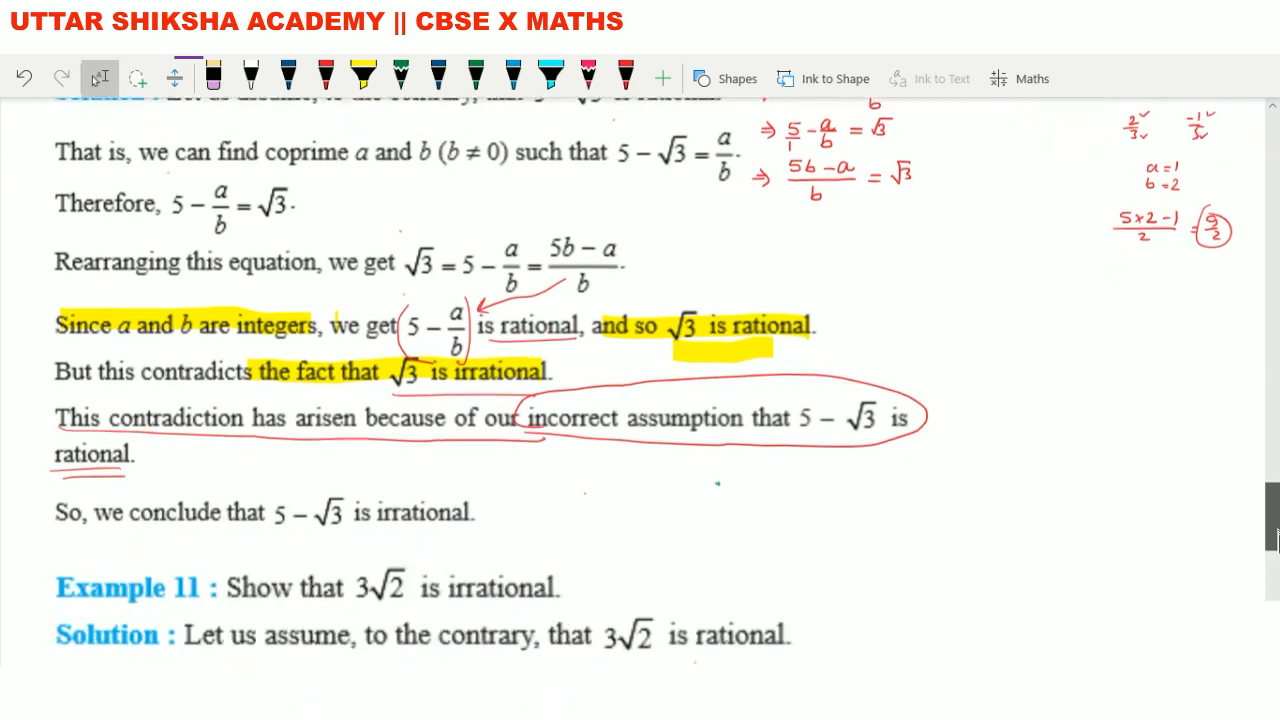 UTTAR SHIKSHA ACADEMY || CBSE X MATHS
Shapes Ink to Shape Ink to Text Maths
That is, we can find coprime a and b (b ≠ 0) such that 5 − √3 = a/b.
Therefore, 5 − a/b = √3.
Rearranging this equation, we get √3 = 5 − a/b = (5b − a)/b.
Since a and b are integers, we get (5 − a/b) is rational, and so √3 is rational.
But this contradicts the fact that √3 is irrational.
This contradiction has arisen because of our incorrect assumption that 5 − √3 is
rational.
So, we conclude that 5 − √3 is irrational.
Example 11 : Show that 3√2 is irrational.
Solution : Let us assume, to the contrary, that 3√2 is rational.
b
⇒ 5/1 − a/b = √3
⇒ (5b − a)/b = √3
2/3 −1/5
a = 1
b = 2
(5×2−1)/2 = 9/2